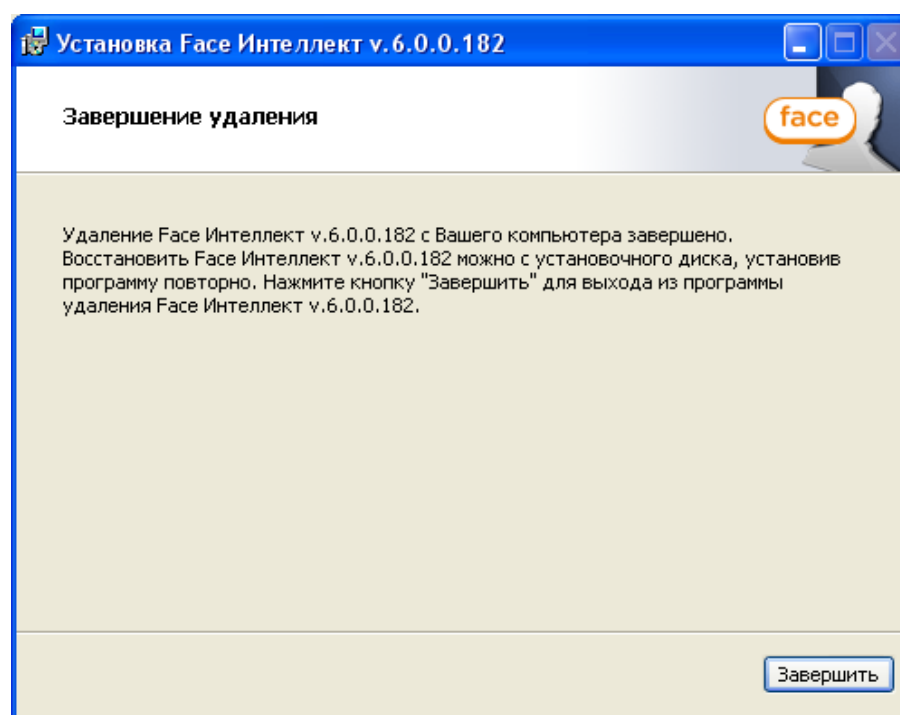 Установка Face Интеллект v.6.0.0.182
Завершение удаления
face
Удаление Face Интеллект v.6.0.0.182 с Вашего компьютера завершено.
Восстановить Face Интеллект v.6.0.0.182 можно с установочного диска, установив
программу повторно. Нажмите кнопку "Завершить" для выхода из программы
удаления Face Интеллект v.6.0.0.182.
Завершить